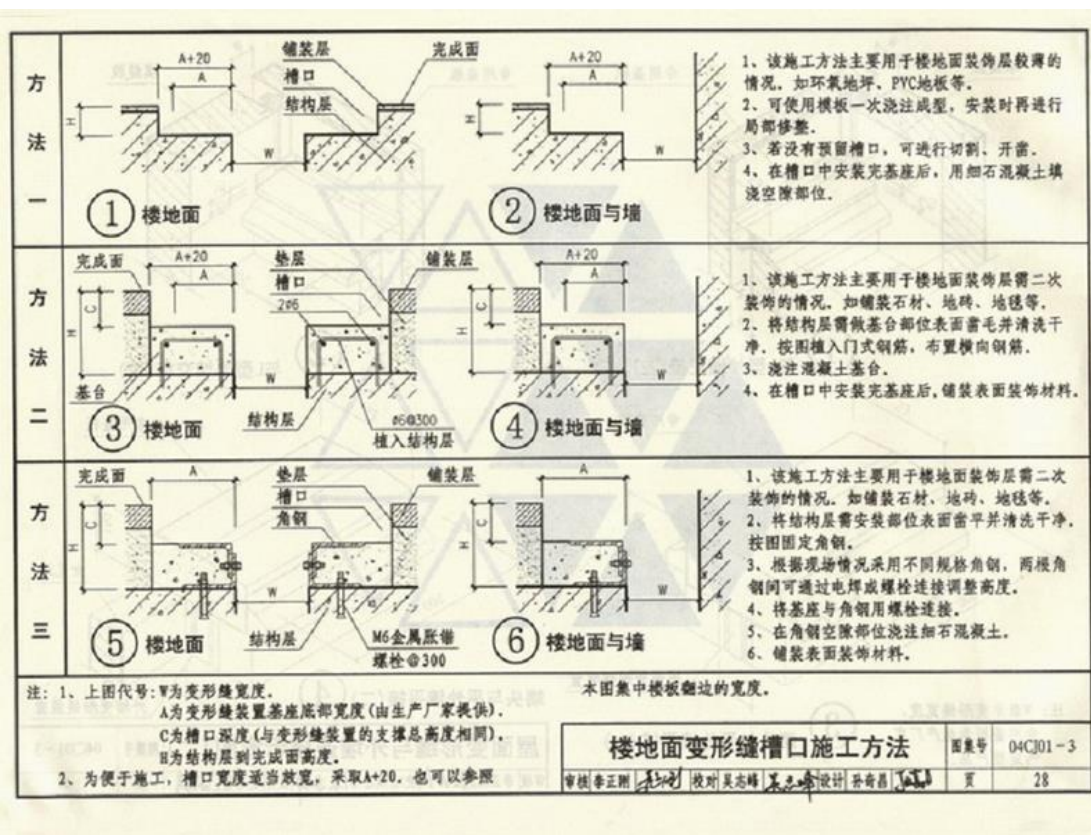 方法一
A+20
A
铺装层
完成面
槽口
结构层
H
W
① 楼地面
A+20
A
H
W
② 楼地面与墙
1、该施工方法主要用于楼地面装饰层较薄的
情况。如环氧地坪、PVC地板等。
2、可使用模板一次浇注成型，安装时再进行
局部修整。
3、若没有预留槽口，可进行切割、开凿。
4、在槽口中安装完基座后，用细石混凝土填
浇空隙部位。
方法二
完成面
A+20
A
垫层
槽口
2ø6
铺装层
C
H
W
基台
③ 楼地面
结构层
ø6@300
植入结构层
A+20
A
C
H
W
④ 楼地面与墙
1、该施工方法主要用于楼地面装饰层需二次
装饰的情况。如铺装石材、地砖、地毯等。
2、将结构层需做基台部位表面凿毛并清洗干
净．按图植入门式钢筋，布置横向钢筋．
3、浇注混凝土基台．
4、在槽口中安装完基座后,铺装表面装饰材料．
方法三
完成面
A
垫层
槽口
角钢
铺装层
C
H
W
⑤ 楼地面
结构层
M6金属胀锚
螺栓@300
A
C
H
W
⑥ 楼地面与墙
1、该施工方法主要用于楼地面装饰层需二次
装饰的情况。如铺装石材、地砖、地毯等。
2、将结构层需安装部位表面凿平并清洗干净．
按图固定角钢．
3、根据现场情况采用不同规格角钢，两根角
钢间可通过电焊或螺栓连接调整高度．
4、将基座与角钢用螺栓连接．
5、在角钢空隙部位浇注细石混凝土。
6、铺装表面装饰材料．
注：1、上图代号：W为变形缝宽度．
A为变形缝装置基座底部宽度(由生产厂家提供)．
C为槽口深度(与变形缝装置的支撑总高度相同)．
H为结构层到完成面高度．
2、为便于施工，槽口宽度适当放宽，采取A+20．也可以参照
本图集中楼板翻边的宽度。
楼地面变形缝槽口施工方法
图集号 04CJ01-3
审核 李正刚 校对 吴志峰 设计 孙奇昌 页 28